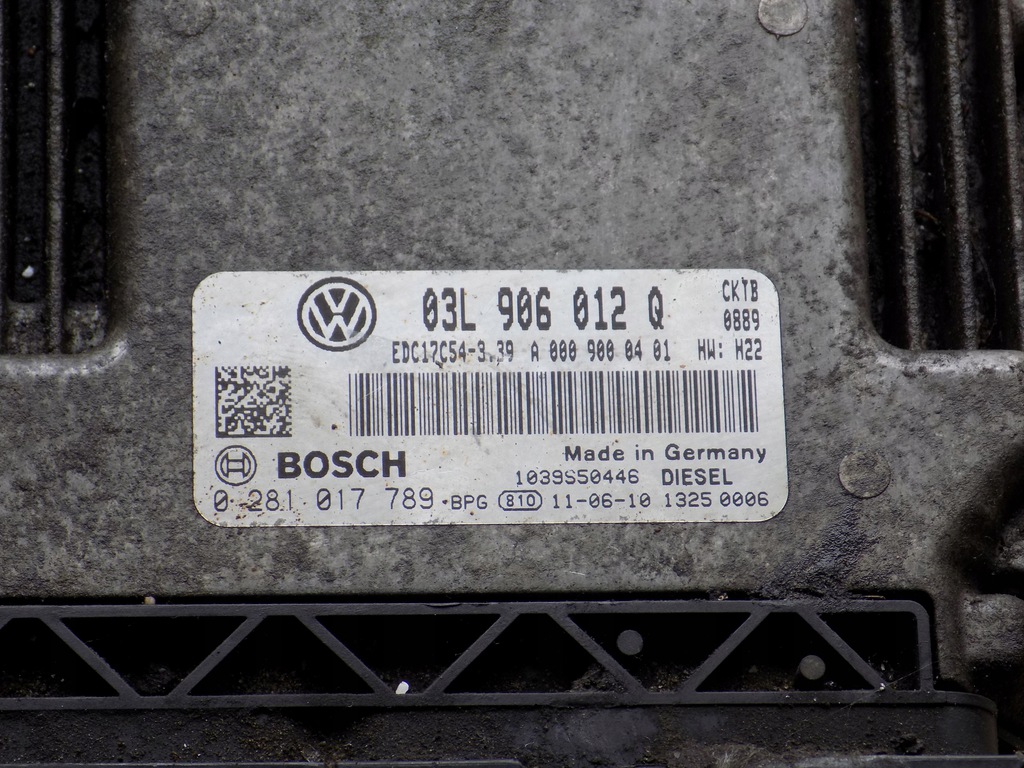 03L 906 012 Q
CKTB
0889
EDC17C54-3.39 A 000 900 04 01 HW: H22
Made in Germany
BOSCH
1039S50446 DIESEL
0 281 017 789 ·BPG 810 11-06-10 1325 0006